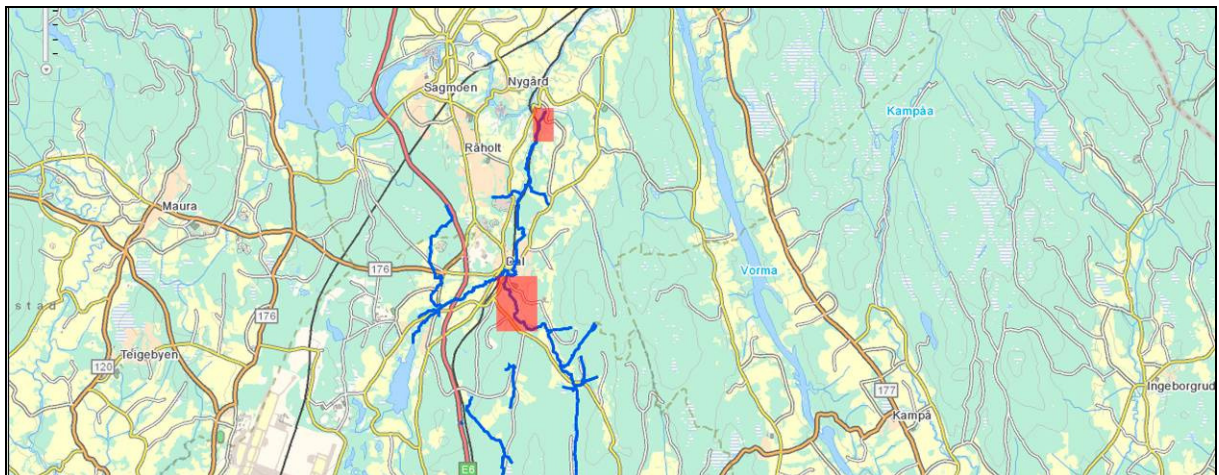 Nygård
Sagmoen
Kampåa
Råholt
Maura
Dal
176
Vorma
stad
176
Teigebyen
120
177
Ingeborgrud
Kampå
E6